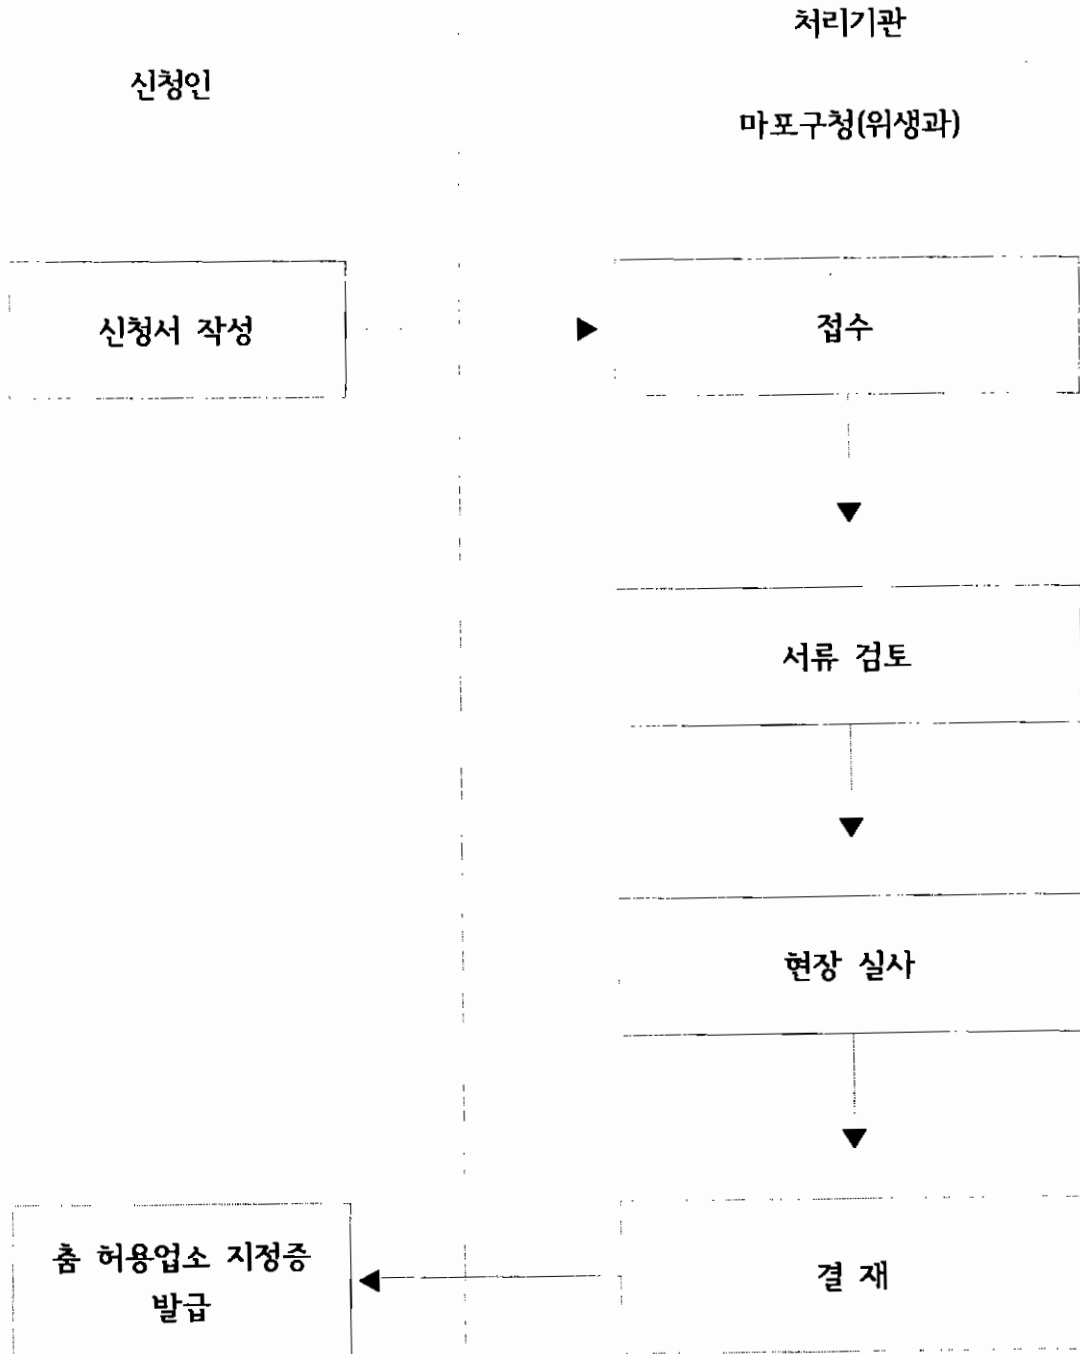 처리기관
신청인
마포구청(위생과)
신청서 작성
접수
서류 검토
현장 실사
결 재
춤 허용업소 지정증
발급